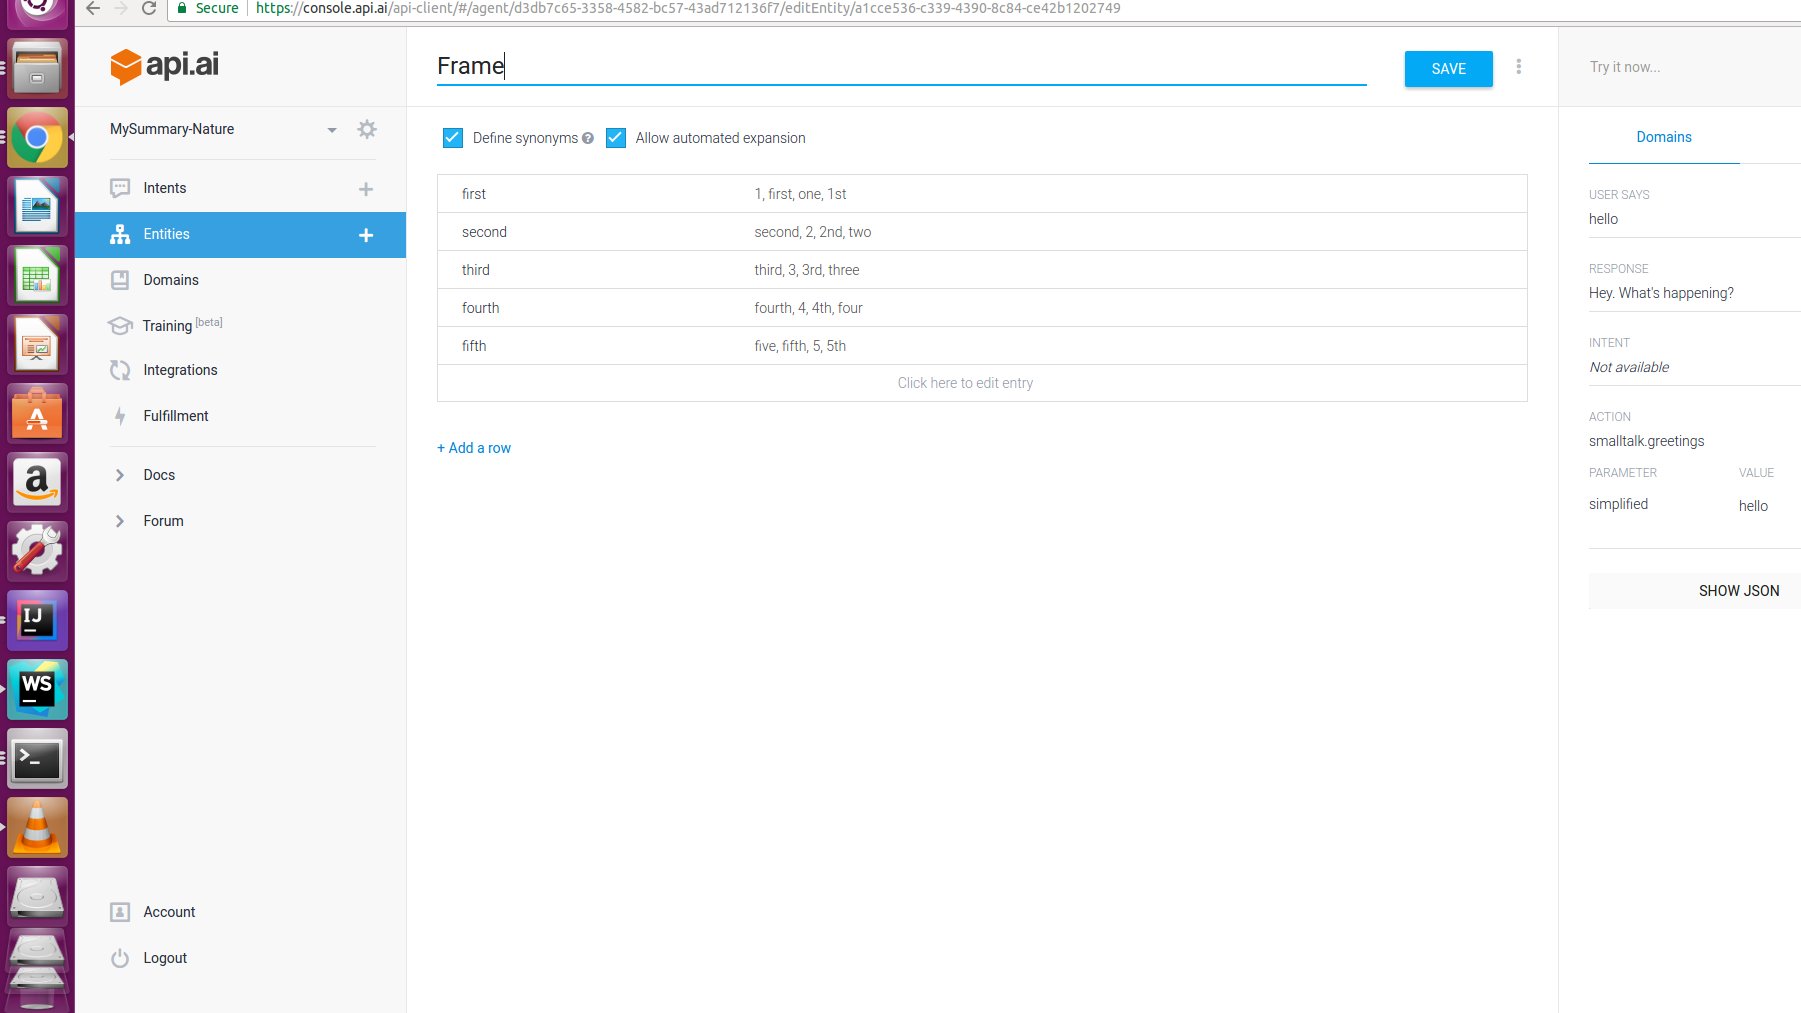 Secure https://console.api.ai/api-client/#/agent/d3db7c65-3358-4582-bc57-43ad712136f7/editEntity/a1cce536-c339-4390-8c84-ce42b1202749
api.ai
Frame
SAVE
Try it now...
MySummary-Nature
Define synonyms ? Allow automated expansion
Domains
Intents
Entities
Domains
Training [beta]
Integrations
Fulfillment
Docs
Forum
Account
Logout
first 1, first, one, 1st
second second, 2, 2nd, two
third third, 3, 3rd, three
fourth fourth, 4, 4th, four
fifth five, fifth, 5, 5th
Click here to edit entry
+ Add a row
USER SAYS
hello
RESPONSE
Hey. What's happening?
INTENT
Not available
ACTION
smalltalk.greetings
PARAMETER VALUE
simplified hello
SHOW JSON
A
a
IJ
WS
>_